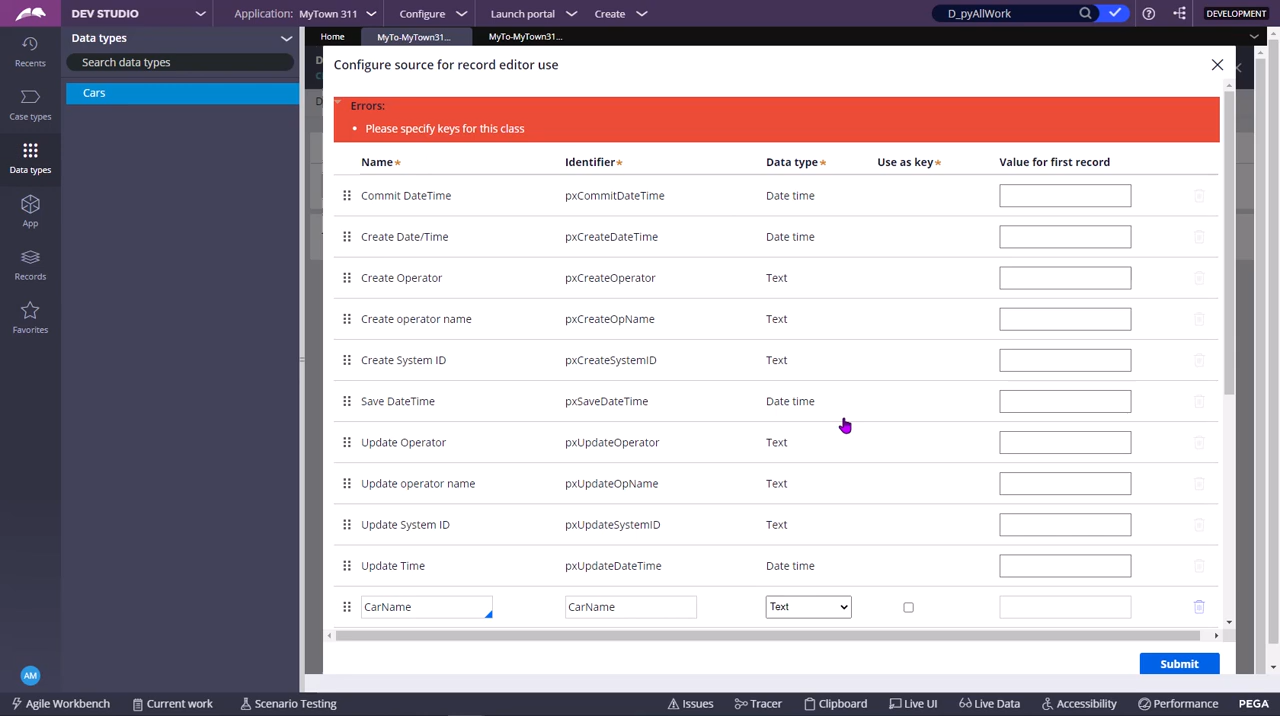 DEV STUDIO Application: MyTown 311 Configure Launch portal Create D_pyAllWork DEVELOPMENT
Recents
Case types
Data types
App
Records
Favorites
AM
Data types
Search data types
Cars
Home MyTo-MyTown31... MyTo-MyTown31...
Configure source for record editor use
Errors:
• Please specify keys for this class
Name* Identifier* Data type* Use as key* Value for first record
Commit DateTime pxCommitDateTime Date time
Create Date/Time pxCreateDateTime Date time
Create Operator pxCreateOperator Text
Create operator name pxCreateOpName Text
Create System ID pxCreateSystemID Text
Save DateTime pxSaveDateTime Date time
Update Operator pxUpdateOperator Text
Update operator name pxUpdateOpName Text
Update System ID pxUpdateSystemID Text
Update Time pxUpdateDateTime Date time
CarName CarName Text
Submit
Agile Workbench Current work Scenario Testing Issues Tracer Clipboard Live UI Live Data Accessibility Performance PEGA